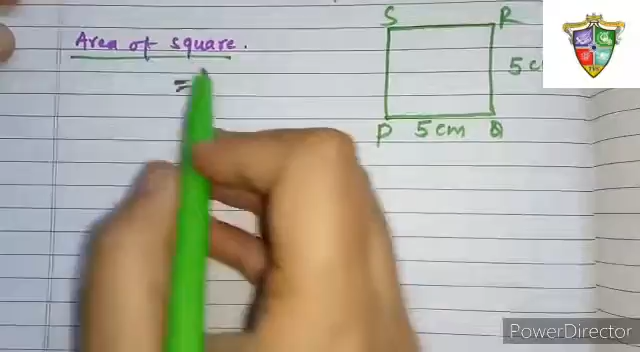 Area of square.
=
S R
5 c
P 5 cm Q
PowerDirector